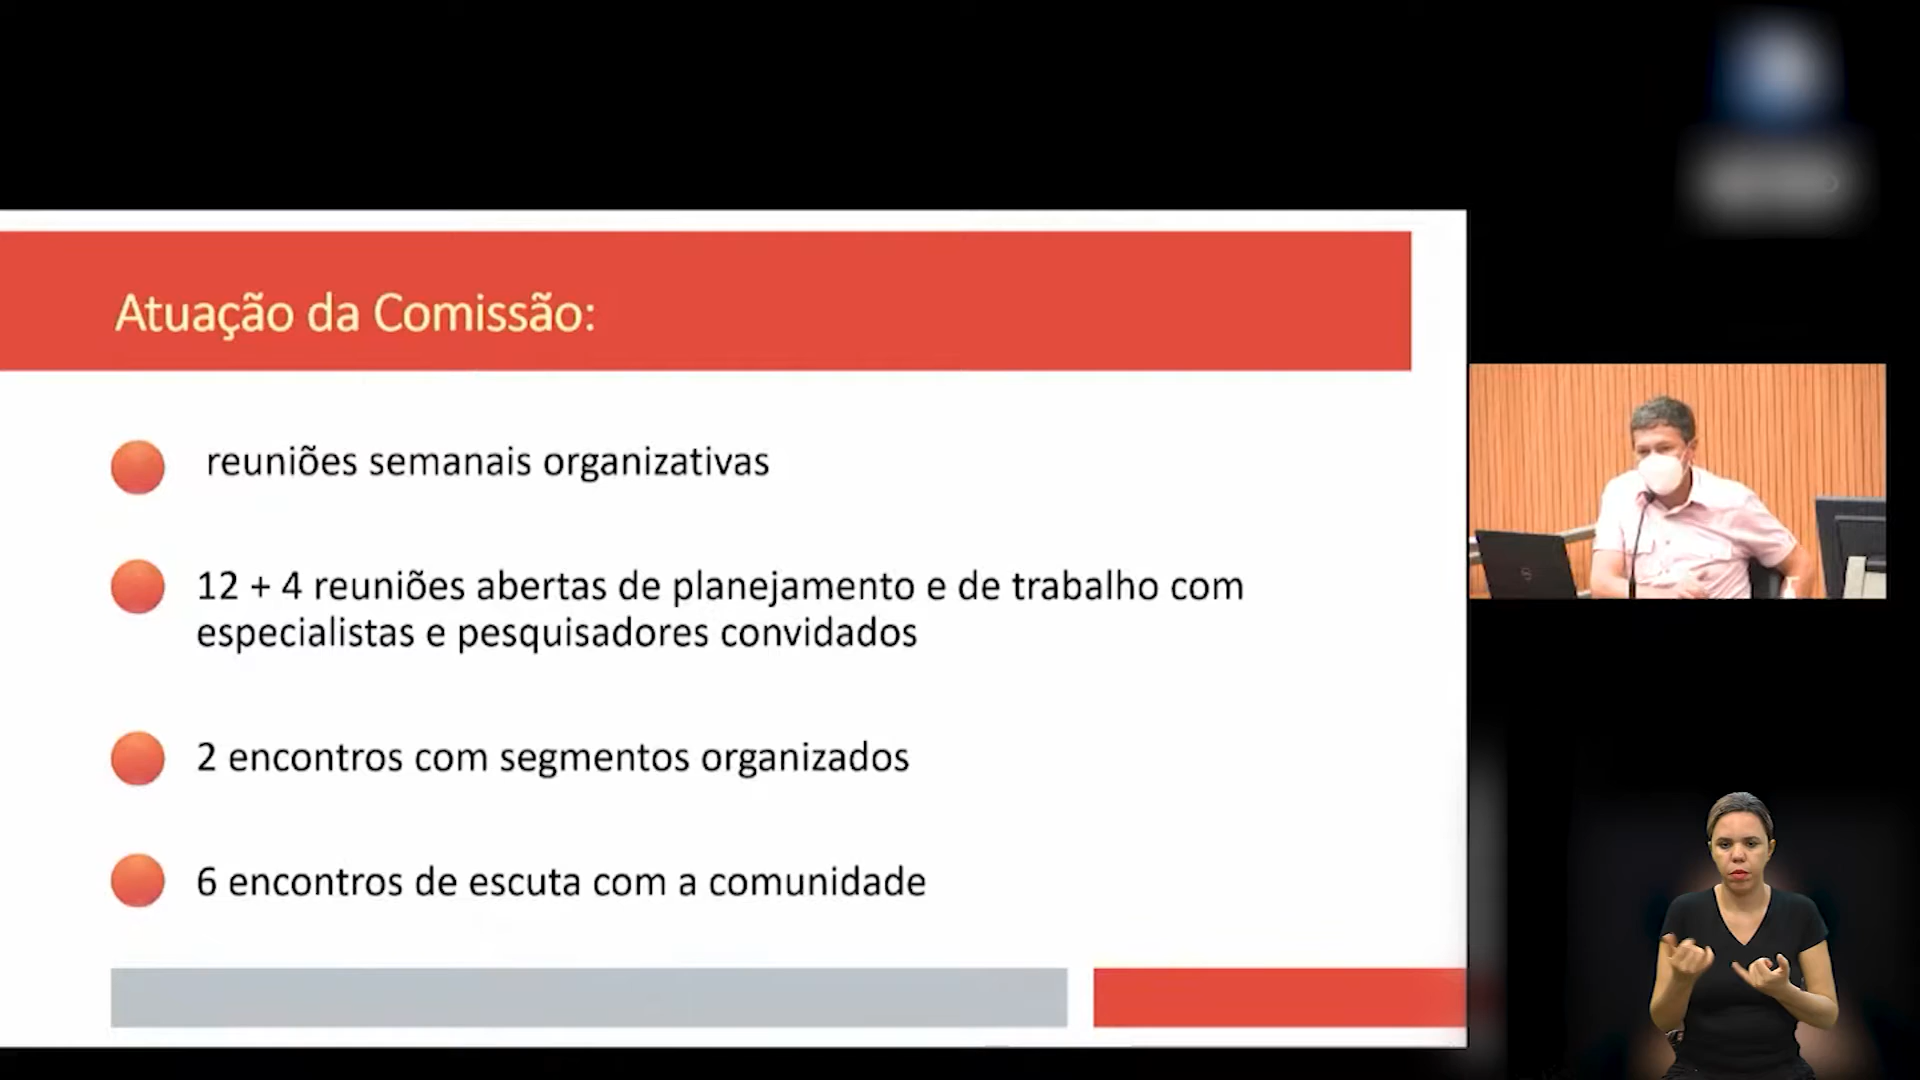 Atuação da Comissão:
reuniões semanais organizativas
12 + 4 reuniões abertas de planejamento e de trabalho com
especialistas e pesquisadores convidados
2 encontros com segmentos organizados
6 encontros de escuta com a comunidade